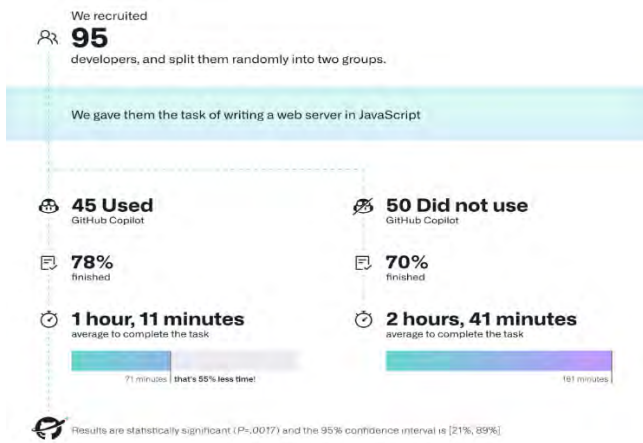 We recruited
95
developers, and split them randomly into two groups.
We gave them the task of writing a web server in JavaScript
45 Used
GitHub Copilot
78%
finished
1 hour, 11 minutes
average to complete the task
71 minutes that's 55% less time!
50 Did not use
GitHub Copilot
70%
finished
2 hours, 41 minutes
average to complete the task
161 minutes
Results are statistically significant (P=.0017) and the 95% confidence interval is [21%, 89%]